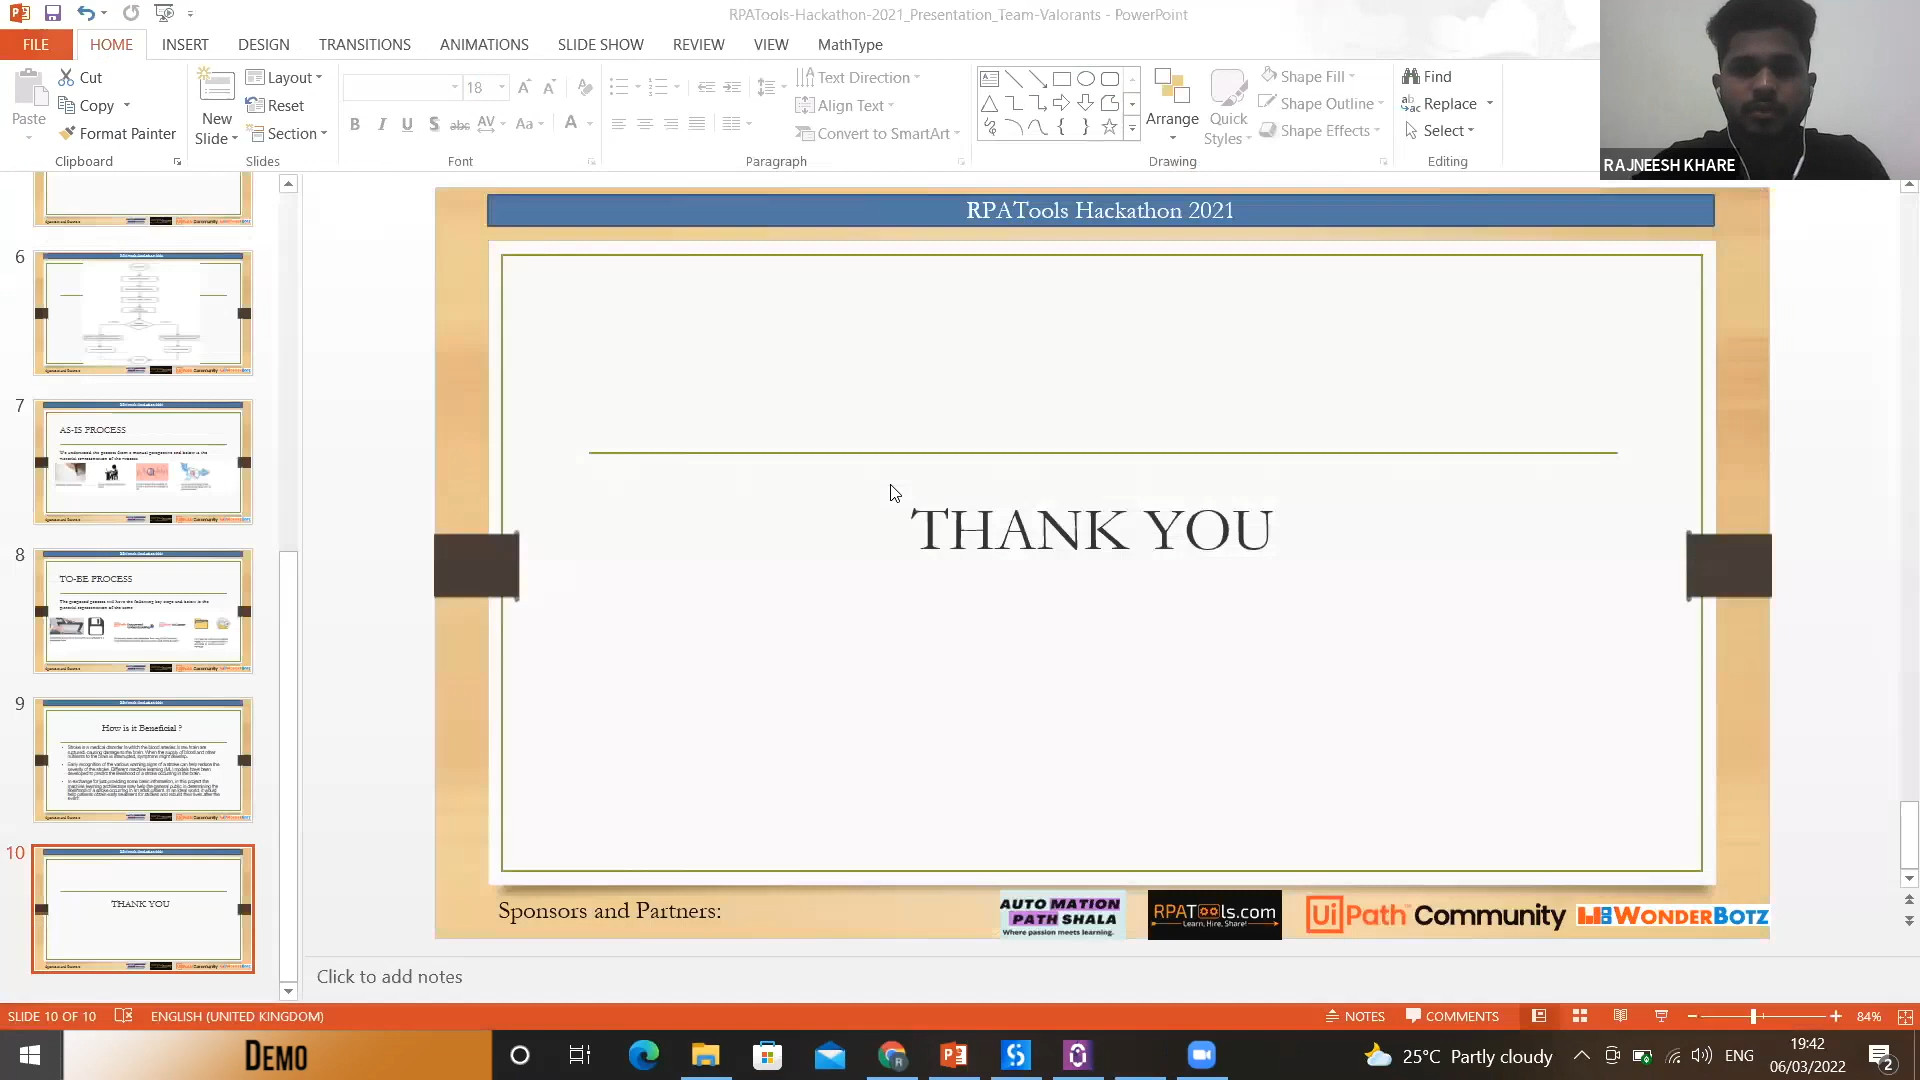 RPATools-Hackathon-2021_Presentation_Team-Valorants - PowerPoint
FILE HOME INSERT DESIGN TRANSITIONS ANIMATIONS SLIDE SHOW REVIEW VIEW MathType
Paste
Cut
Copy
Format Painter
Clipboard
New Slide
Layout
Reset
Section
Slides
18
Font
Text Direction
Align Text
Convert to SmartArt
Paragraph
Arrange
Quick Styles
Shape Fill
Shape Outline
Shape Effects
Drawing
Find
Replace
Select
Editing
RAJNEESH KHARE
6
7
AS-IS PROCESS
8
TO-BE PROCESS
9
How is it Beneficial ?
10
THANK YOU
RPATools Hackathon 2021
THANK YOU
Sponsors and Partners:
AUTOMATION
PATHSHALA
Where passion meets learning.
RPATools.com
Learn, Hire, Share!
UiPath Community
WONDERBOTZ
Click to add notes
SLIDE 10 OF 10 ENGLISH (UNITED KINGDOM) NOTES COMMENTS 84%
DEMO
25°C Partly cloudy ENG
19:42
06/03/2022
2